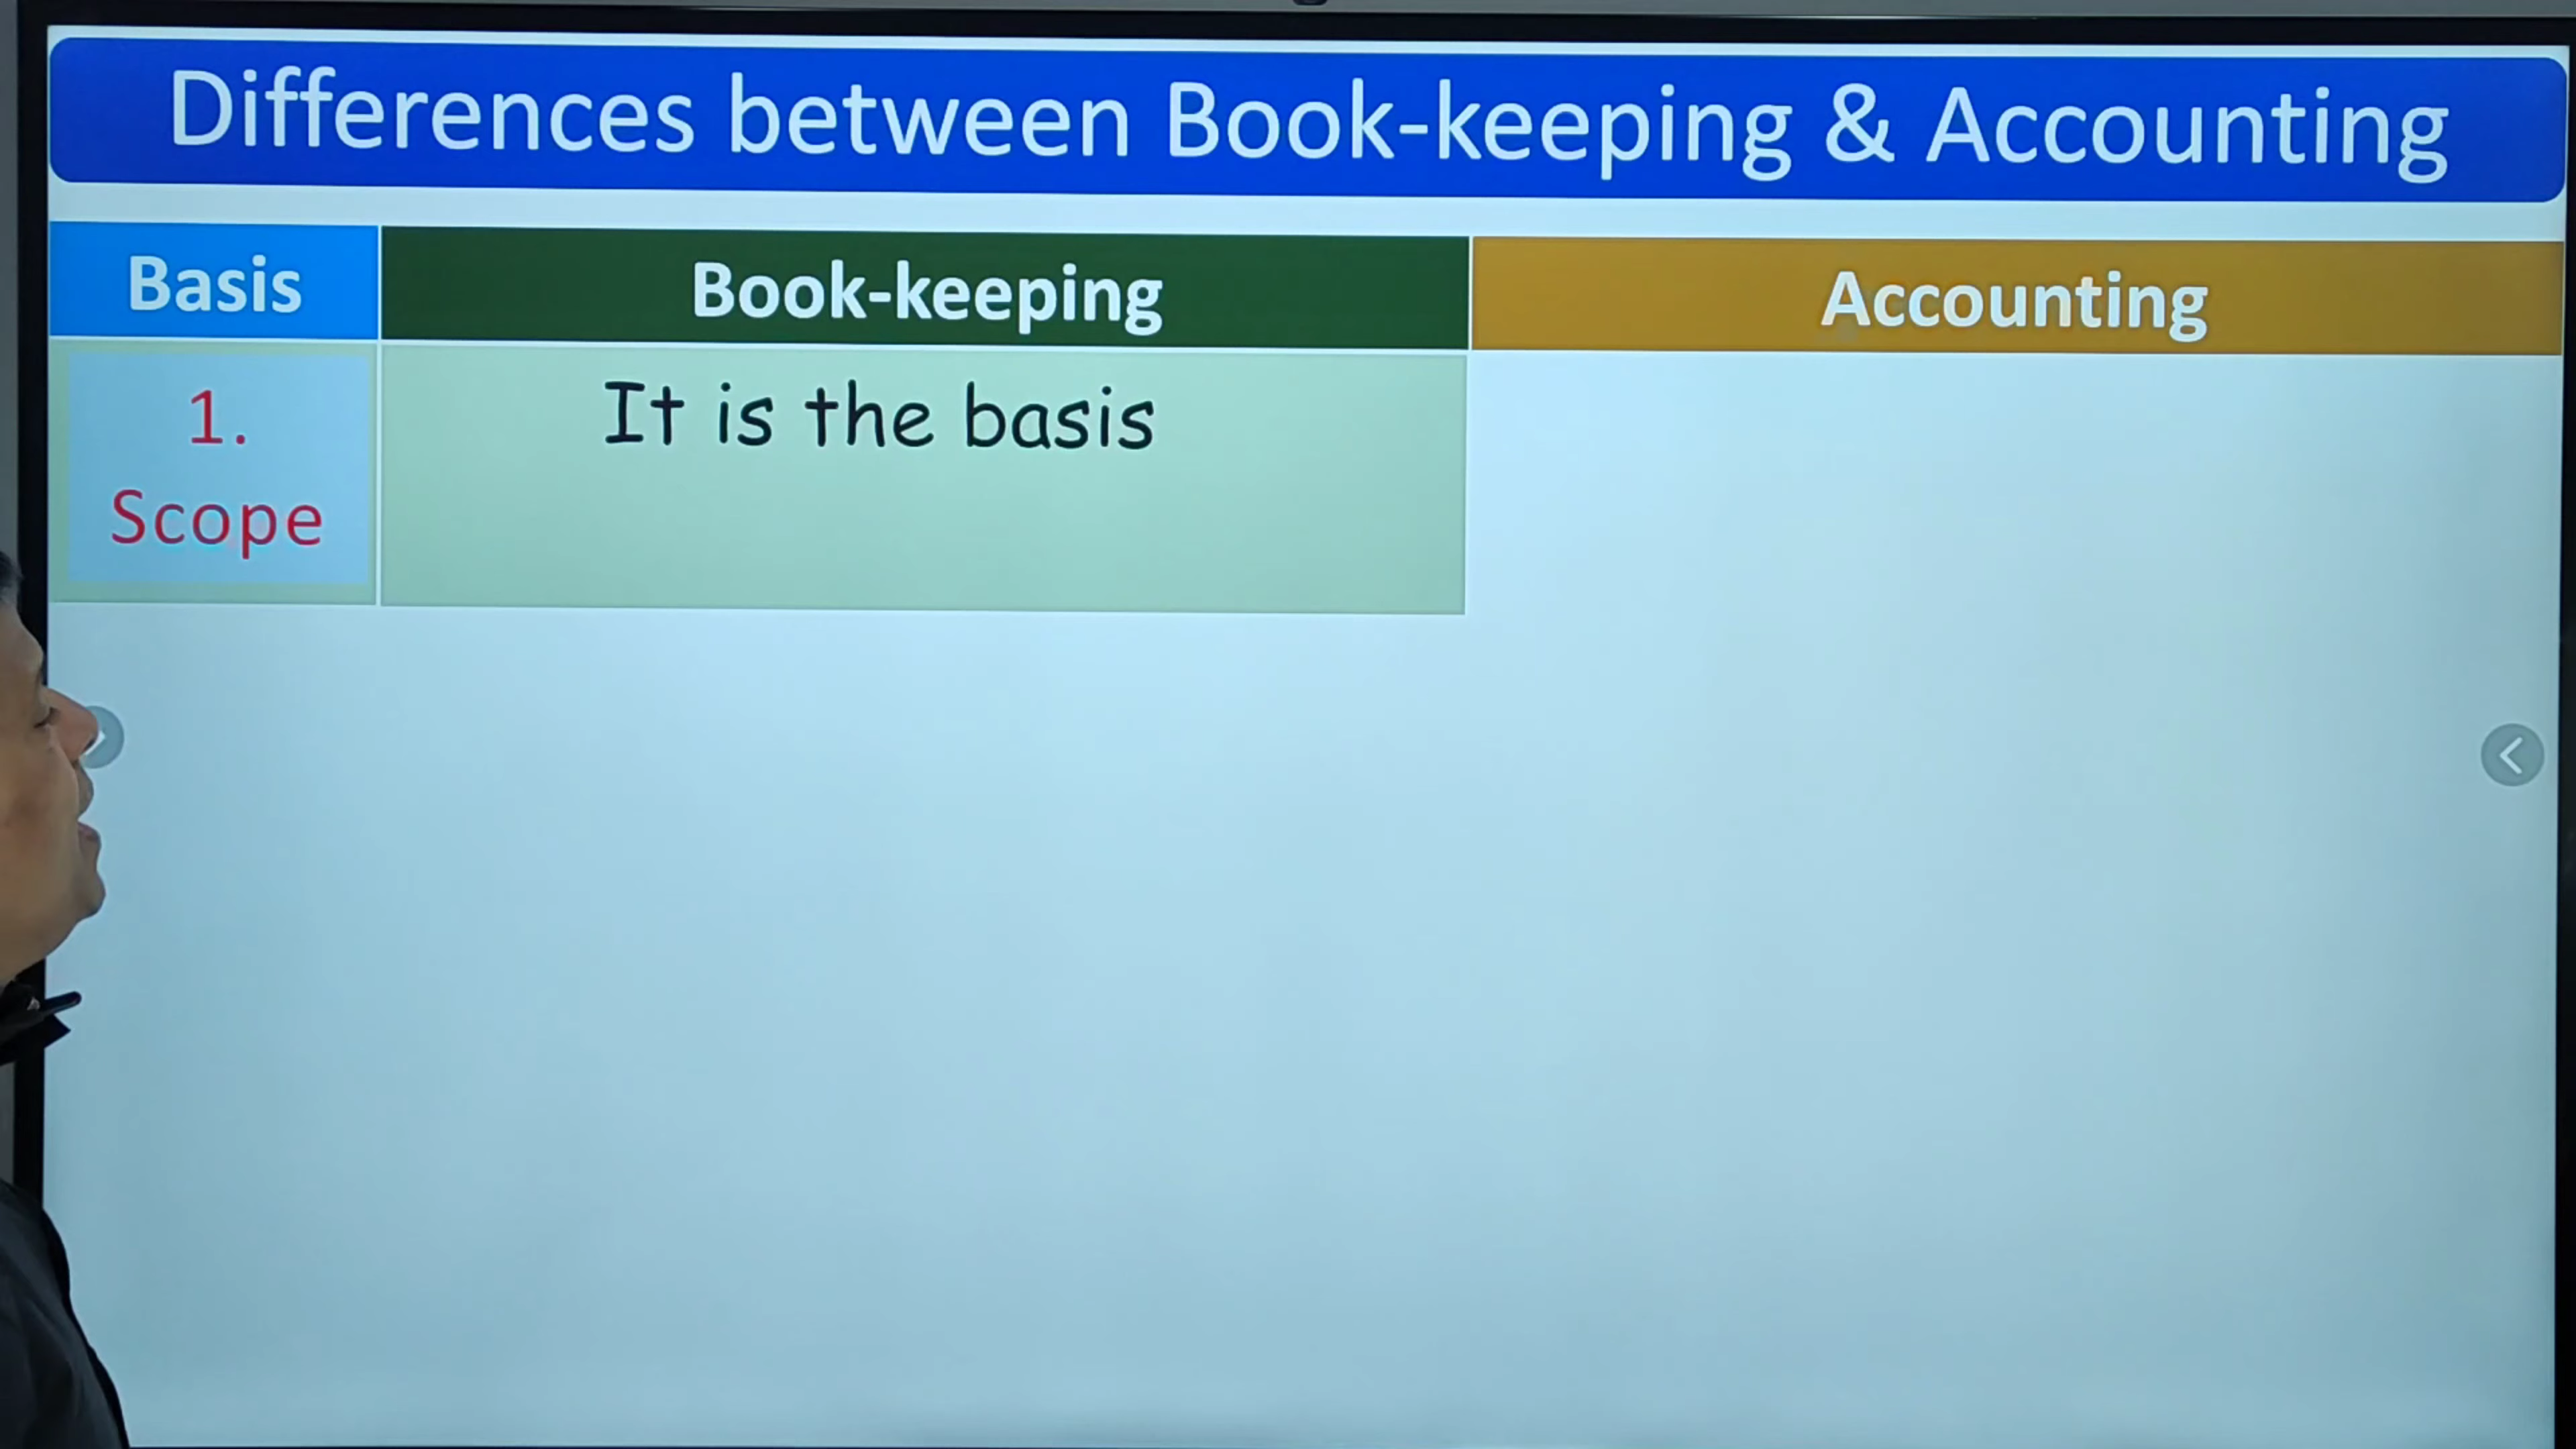 Differences between Book-keeping & Accounting
Basis
Book-keeping
Accounting
1.
Scope
It is the basis